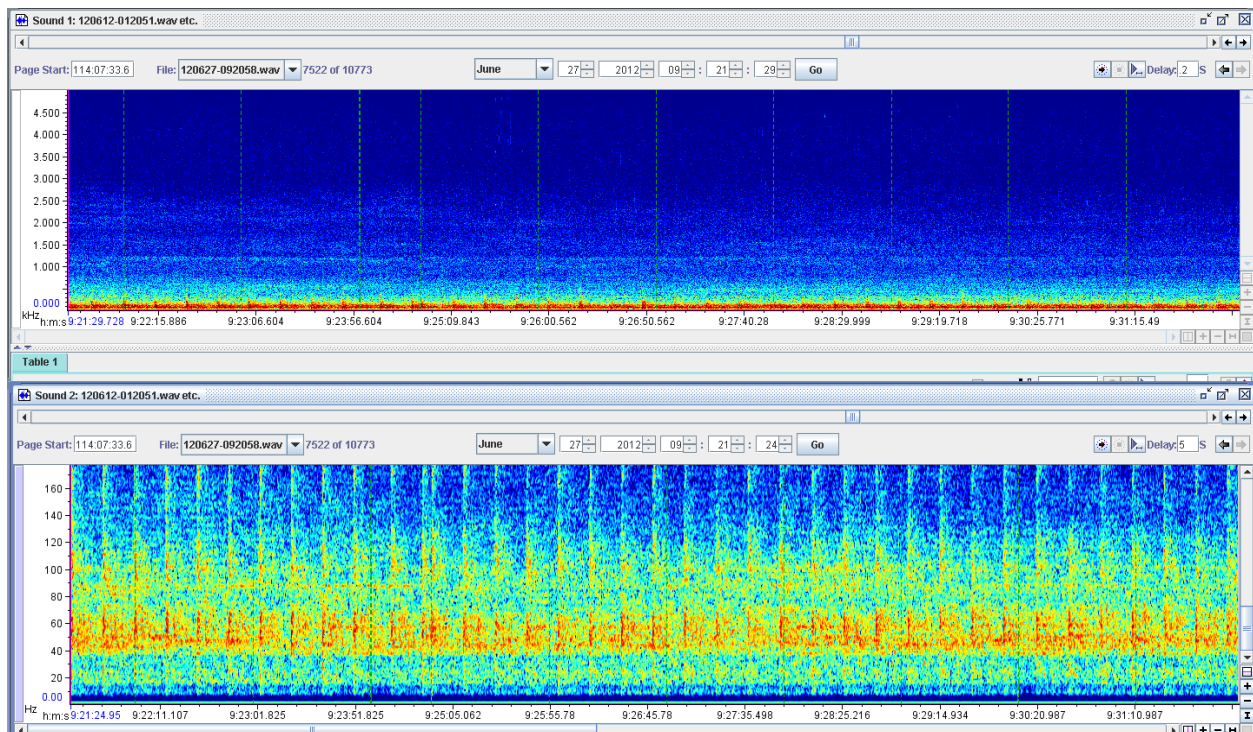 Sound 1: 120612-012051.wav etc.
Page Start: 114:07:33.6 File: 120627-092058.wav 7522 of 10773 June 27 2012 09 : 21 : 29 Go Delay: .2 S
4.500
4.000
3.500
3.000
2.500
2.000
1.500
1.000
0.000
kHz
h:m:s 9:21:29.728 9:22:15.886 9:23:06.604 9:23:56.604 9:25:09.843 9:26:00.562 9:26:50.562 9:27:40.28 9:28:29.999 9:29:19.718 9:30:25.771 9:31:15.49
Table 1
Sound 2: 120612-012051.wav etc.
Page Start: 114:07:33.6 File: 120627-092058.wav 7522 of 10773 June 27 2012 09 : 21 : 24 Go Delay: 5 S
160
140
120
100
80
60
40
20
0.00
Hz
h:m:s 9:21:24.95 9:22:11.107 9:23:01.825 9:23:51.825 9:25:05.062 9:25:55.78 9:26:45.78 9:27:35.498 9:28:25.216 9:29:14.934 9:30:20.987 9:31:10.987